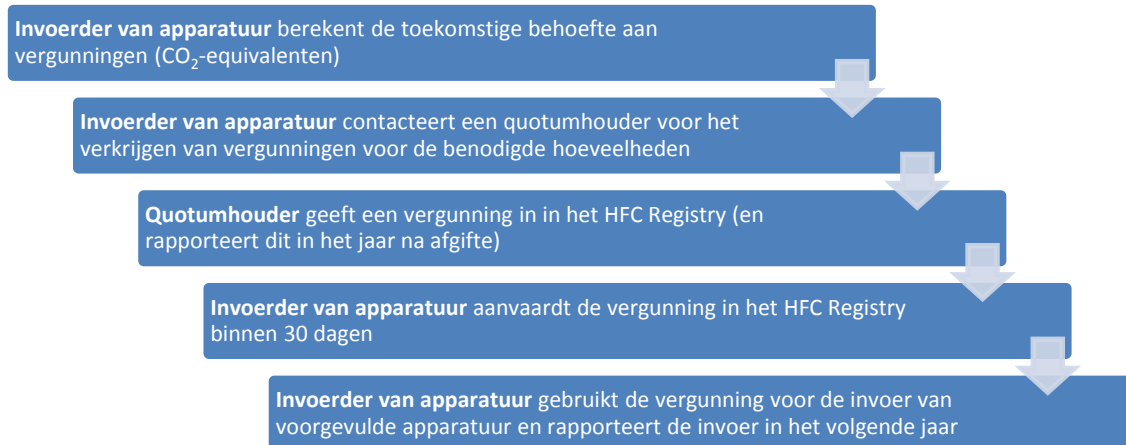 Invoerder van apparatuur berekent de toekomstige behoefte aan
vergunningen (CO₂-equivalenten)
Invoerder van apparatuur contacteert een quotumhouder voor het
verkrijgen van vergunningen voor de benodigde hoeveelheden
Quotumhouder geeft een vergunning in in het HFC Registry (en
rapporteert dit in het jaar na afgifte)
Invoerder van apparatuur aanvaardt de vergunning in het HFC Registry
binnen 30 dagen
Invoerder van apparatuur gebruikt de vergunning voor de invoer van
voorgevulde apparatuur en rapporteert de invoer in het volgende jaar